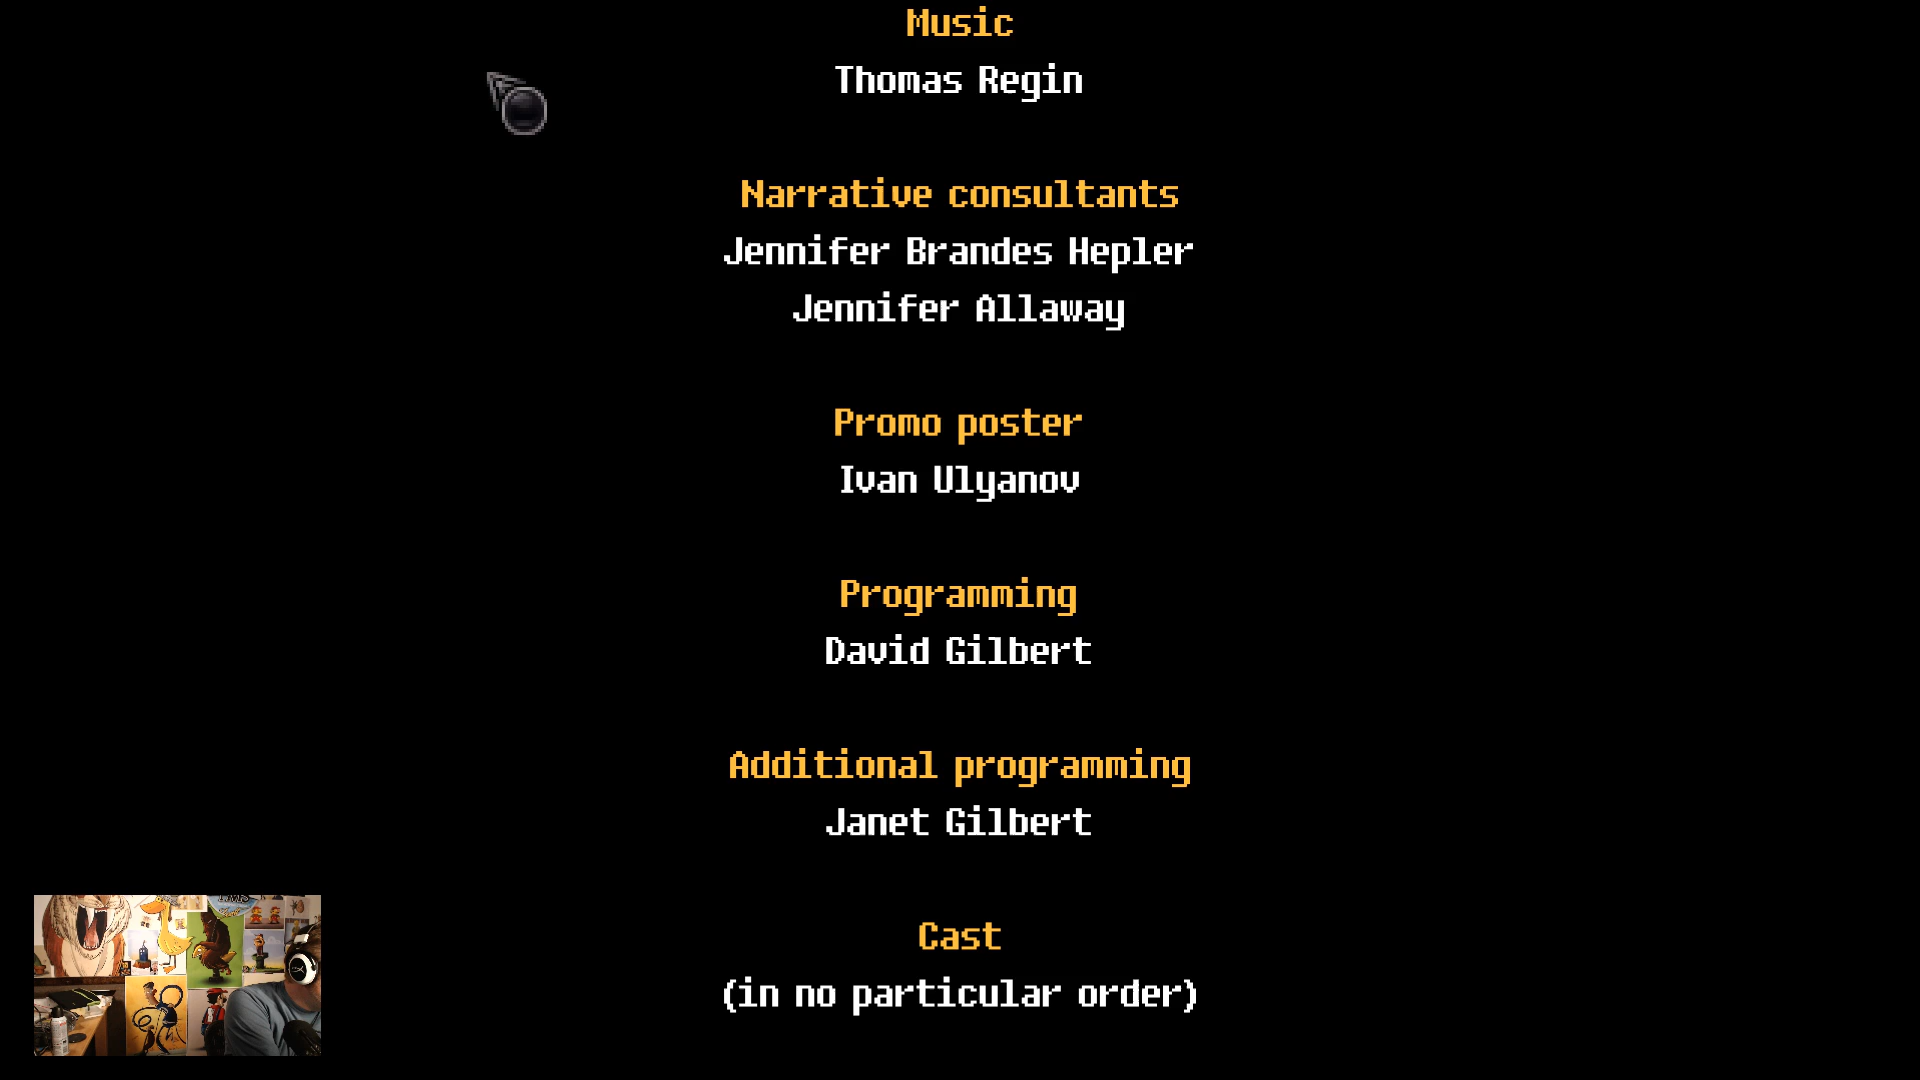 Music
Thomas Regin
Narrative consultants
Jennifer Brandes Hepler
Jennifer Allaway
Promo poster
Ivan Ulyanov
Programming
David Gilbert
Additional programming
Janet Gilbert
Cast
(in no particular order)